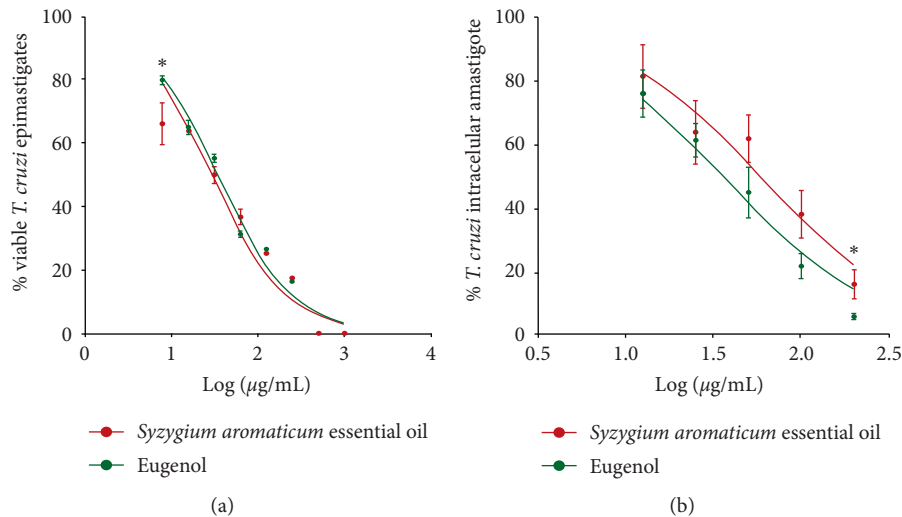 100
80
60
40
20
0
% viable T. cruzi epimastigates
*
0
1
2
3
4
Log (µg/mL)
Syzygium aromaticum essential oil
Eugenol
(a)
100
80
60
40
20
0
% T. cruzi intracelular amastigote
*
0.5
1.0
1.5
2.0
2.5
Log (µg/mL)
Syzygium aromaticum essential oil
Eugenol
(b)